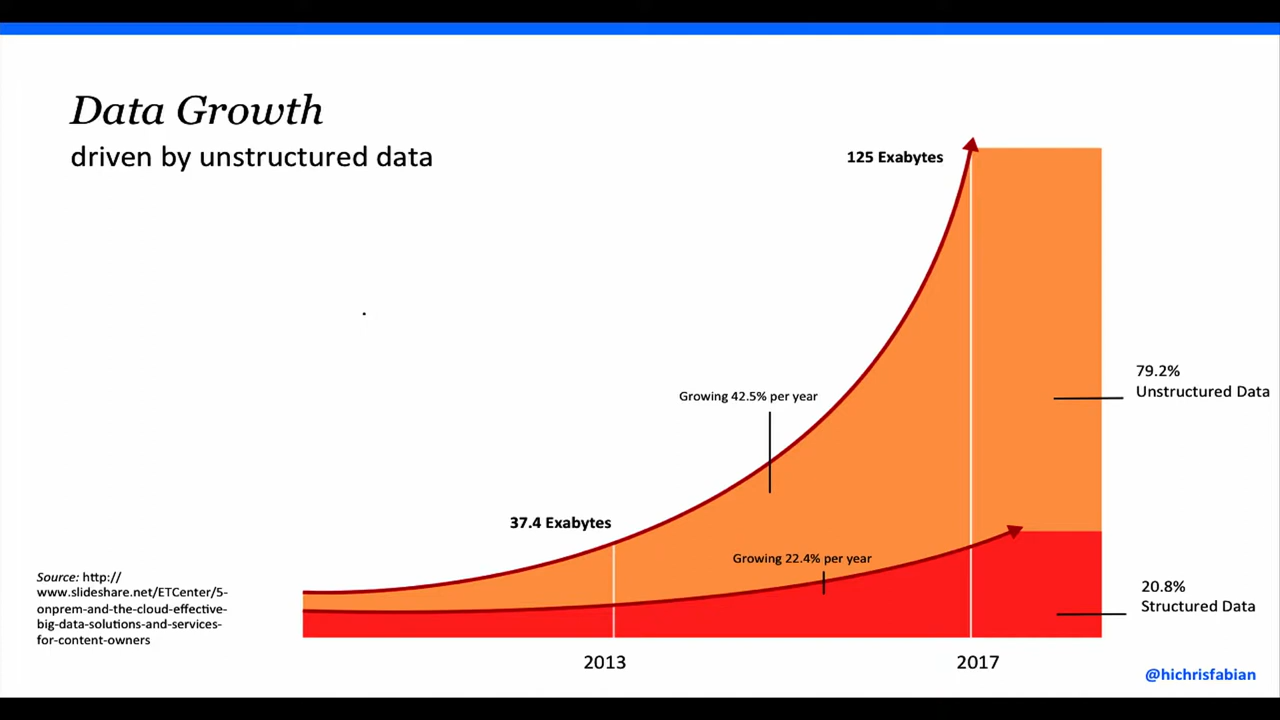 Data Growth
driven by unstructured data
125 Exabytes
79.2%
Unstructured Data
Growing 42.5% per year
37.4 Exabytes
Growing 22.4% per year
Source: http://
www.slideshare.net/ETCenter/5-
onprem-and-the-cloud-effective-
big-data-solutions-and-services-
for-content-owners
20.8%
Structured Data
2013
2017
@hichrisfabian